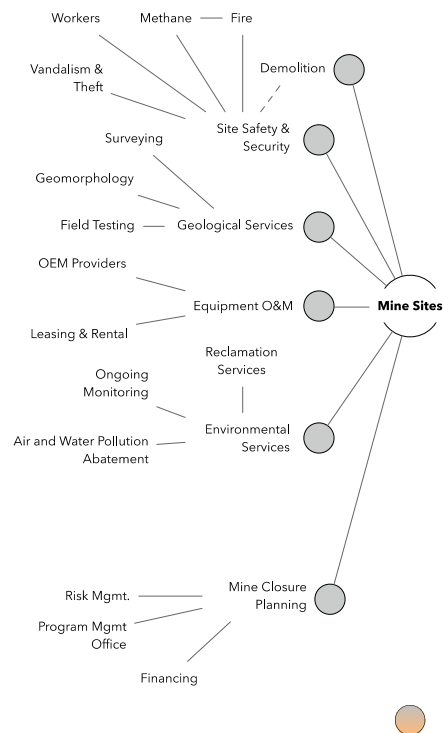 Workers
Methane
Fire
Vandalism &
Theft
Demolition
Surveying
Site Safety &
Security
Geomorphology
Field Testing
Geological Services
OEM Providers
Equipment O&M
Mine Sites
Leasing & Rental
Reclamation
Services
Ongoing
Monitoring
Environmental
Services
Air and Water Pollution
Abatement
Mine Closure
Planning
Risk Mgmt.
Program Mgmt
Office
Financing